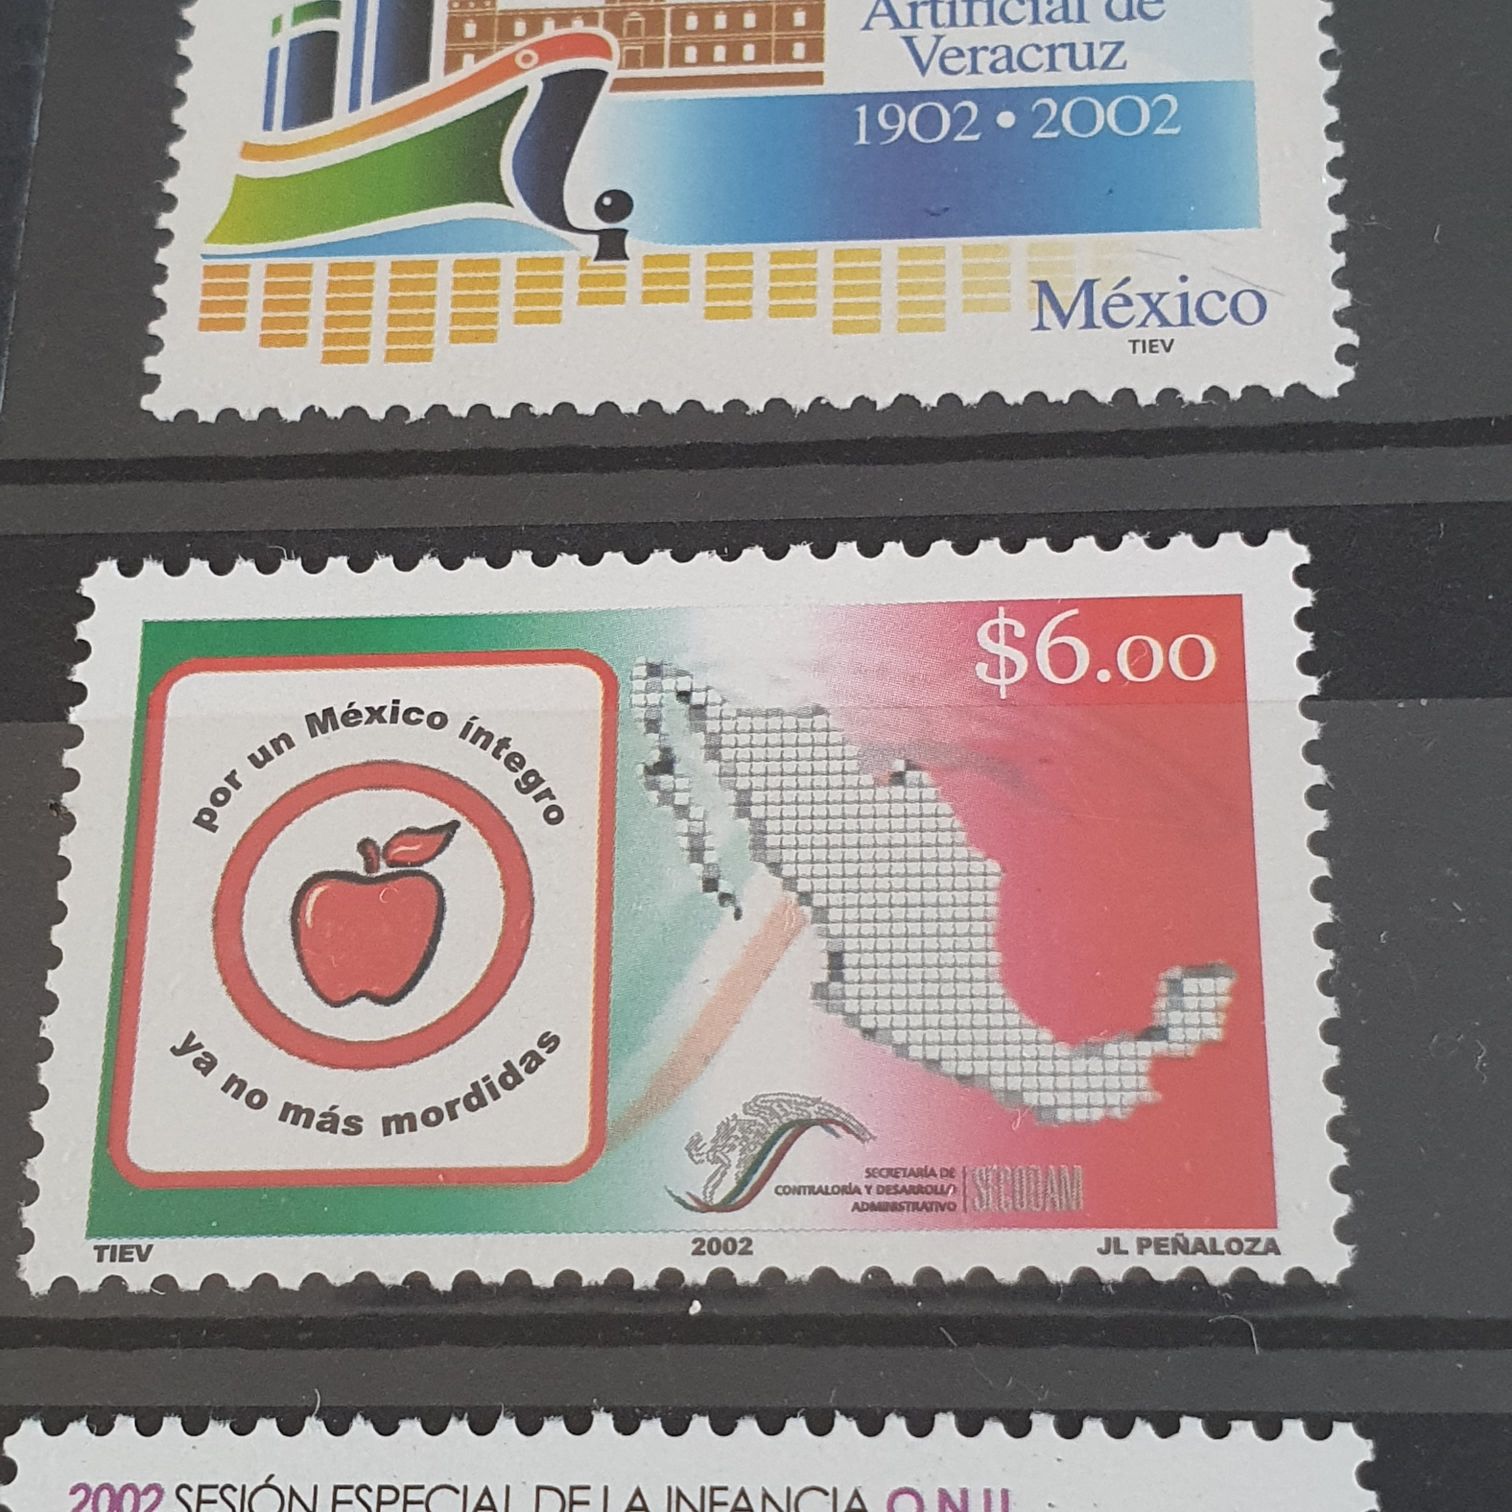 Artificial de
Veracruz
1902 • 2002
México
TIEV
$6.00
por un México íntegro
ya no más mordidas
SECRETARÍA DE
CONTRALORÍA Y DESARROLLO
ADMINISTRATIVO
SECODAM
TIEV
2002
JL PEÑALOZA
2002 SESIÓN ESPECIAL DE LA INFANCIA O.N.U.